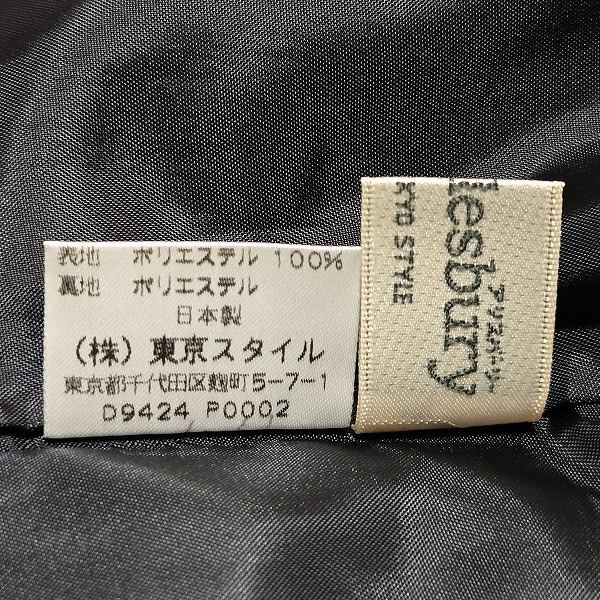 表地 ポリエステル 100%
裏地 ポリエステル
日本製
(株) 東京スタイル
東京都千代田区麹町5-7-1
D9424 P0002
lesbury
アリスバーリー
KYO STYLE